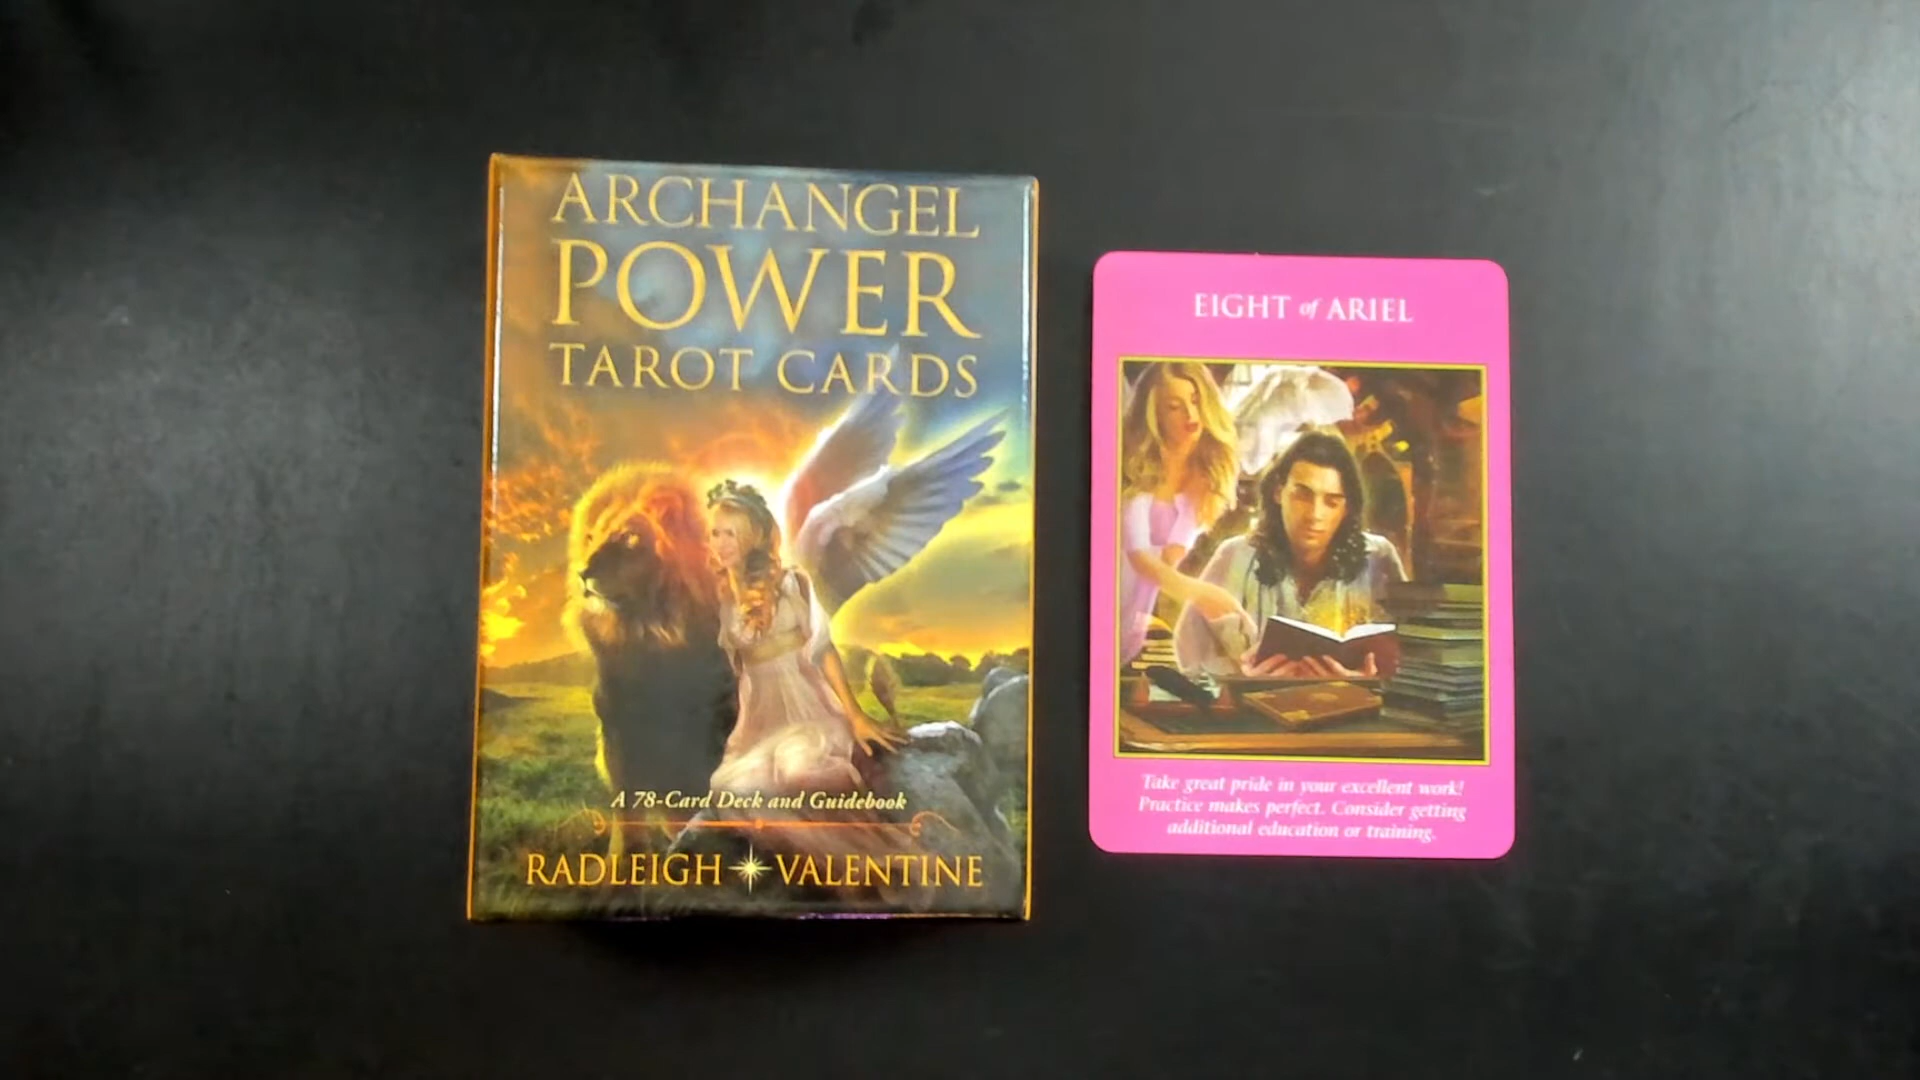 ARCHANGEL
POWER
TAROT CARDS
A 78-Card Deck and Guidebook
RADLEIGH VALENTINE
EIGHT of ARIEL
Take great pride in your excellent work!
Practice makes perfect. Consider getting
additional education or training.